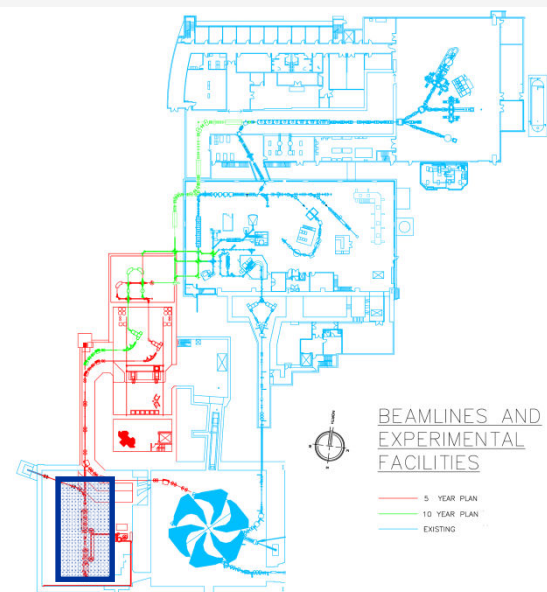 BEAMLINES AND
EXPERIMENTAL
FACILITIES
5 YEAR PLAN
10 YEAR PLAN
EXISTING